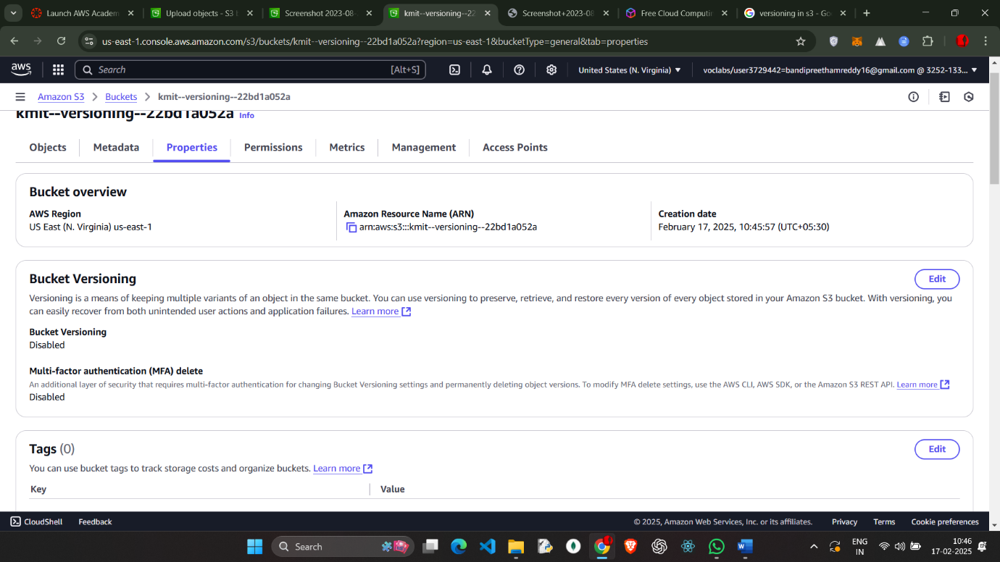 Launch AWS Academ
Upload objects - S3 b
Screenshot 2023-08-
kmit--versioning--22
Screenshot+2023-08
Free Cloud Computin
versioning in s3 - Go
us-east-1.console.aws.amazon.com/s3/buckets/kmit--versioning--22bd1a052a?region=us-east-1&bucketType=general&tab=properties
aws
Search
[Alt+S]
United States (N. Virginia)
voclabs/user3729442=bandipreethamreddy16@gmail.com @ 3252-133...
Amazon S3
Buckets
kmit--versioning--22bd1a052a
kmit--versioning--22bd1a052a Info
Objects
Metadata
Properties
Permissions
Metrics
Management
Access Points
Bucket overview
AWS Region
US East (N. Virginia) us-east-1
Amazon Resource Name (ARN)
arn:aws:s3:::kmit--versioning--22bd1a052a
Creation date
February 17, 2025, 10:45:57 (UTC+05:30)
Bucket Versioning
Edit
Versioning is a means of keeping multiple variants of an object in the same bucket. You can use versioning to preserve, retrieve, and restore every version of every object stored in your Amazon S3 bucket. With versioning, you
can easily recover from both unintended user actions and application failures. Learn more
Bucket Versioning
Disabled
Multi-factor authentication (MFA) delete
An additional layer of security that requires multi-factor authentication for changing Bucket Versioning settings and permanently deleting object versions. To modify MFA delete settings, use the AWS CLI, AWS SDK, or the Amazon S3 REST API. Learn more
Disabled
Tags (0)
Edit
You can use bucket tags to track storage costs and organize buckets. Learn more
Key
Value
CloudShell
Feedback
© 2025, Amazon Web Services, Inc. or its affiliates.
Privacy
Terms
Cookie preferences
Search
ENG
IN
10:46
17-02-2025